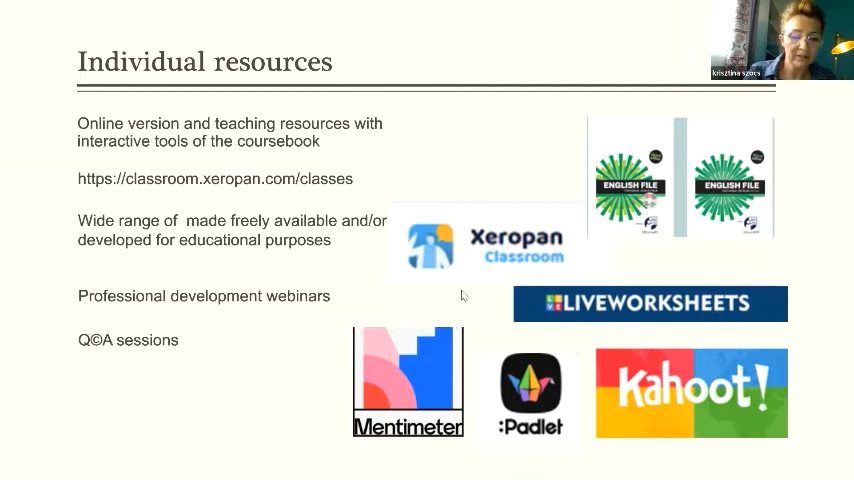 Individual resources
krisztina szocs
Online version and teaching resources with
interactive tools of the coursebook
https://classroom.xeropan.com/classes
Wide range of  made freely available and/or
developed for educational purposes
Professional development webinars
Q©A sessions
ENGLISH FILE
ENGLISH FILE
Xeropan
Classroom
LIVE
LIVEWORKSHEETS
Mentimeter
:Padlet
Kahoot!